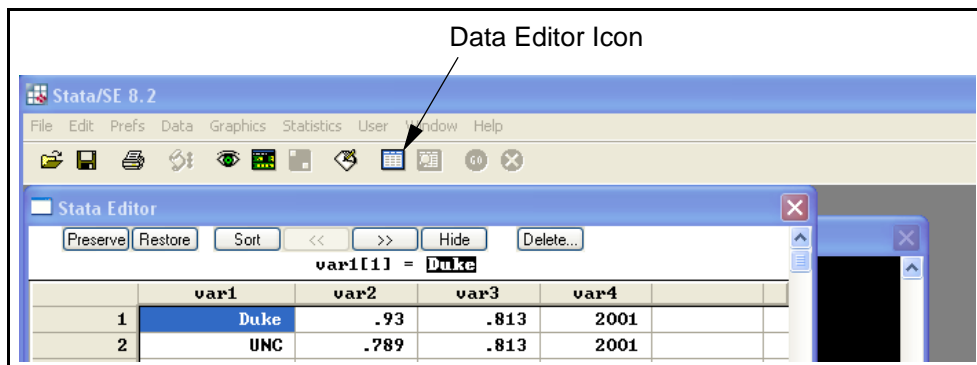 Data Editor Icon
Stata/SE 8.2
File Edit Prefs Data Graphics Statistics User Window Help
GO
Stata Editor
Preserve Restore Sort << >> Hide Delete...
var1[1] = Duke
var1 var2 var3 var4
1 Duke .93 .813 2001
2 UNC .789 .813 2001